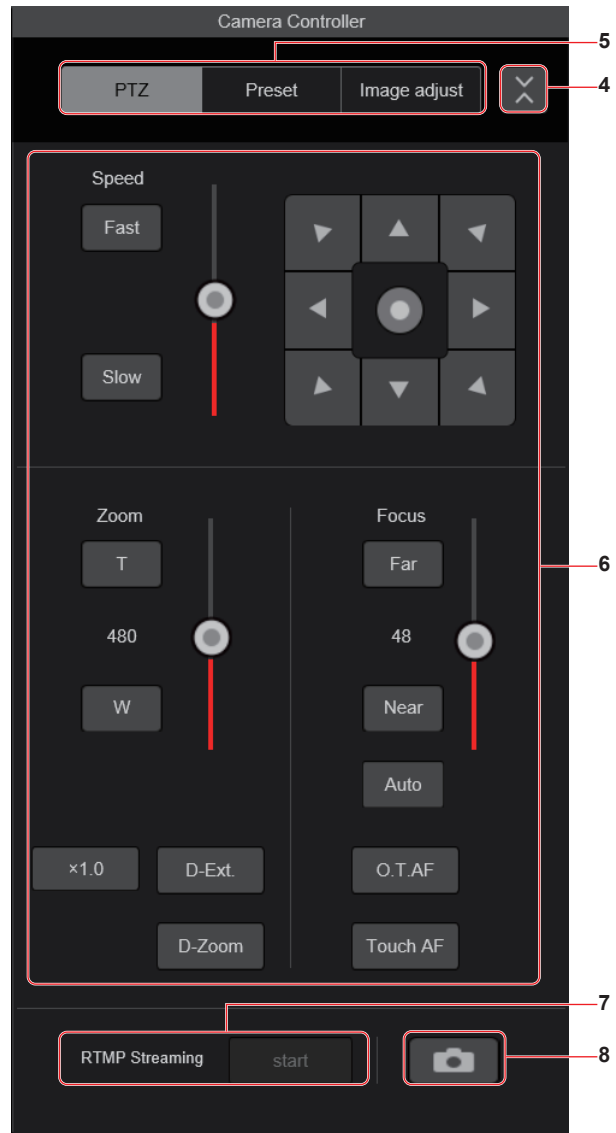 Camera Controller
5
PTZ Preset Image adjust
4
Speed
Fast
Slow
Zoom Focus
T Far
6
480 48
W Near
Auto
×1.0 D-Ext. O.T.AF
D-Zoom Touch AF
7
RTMP Streaming start
8